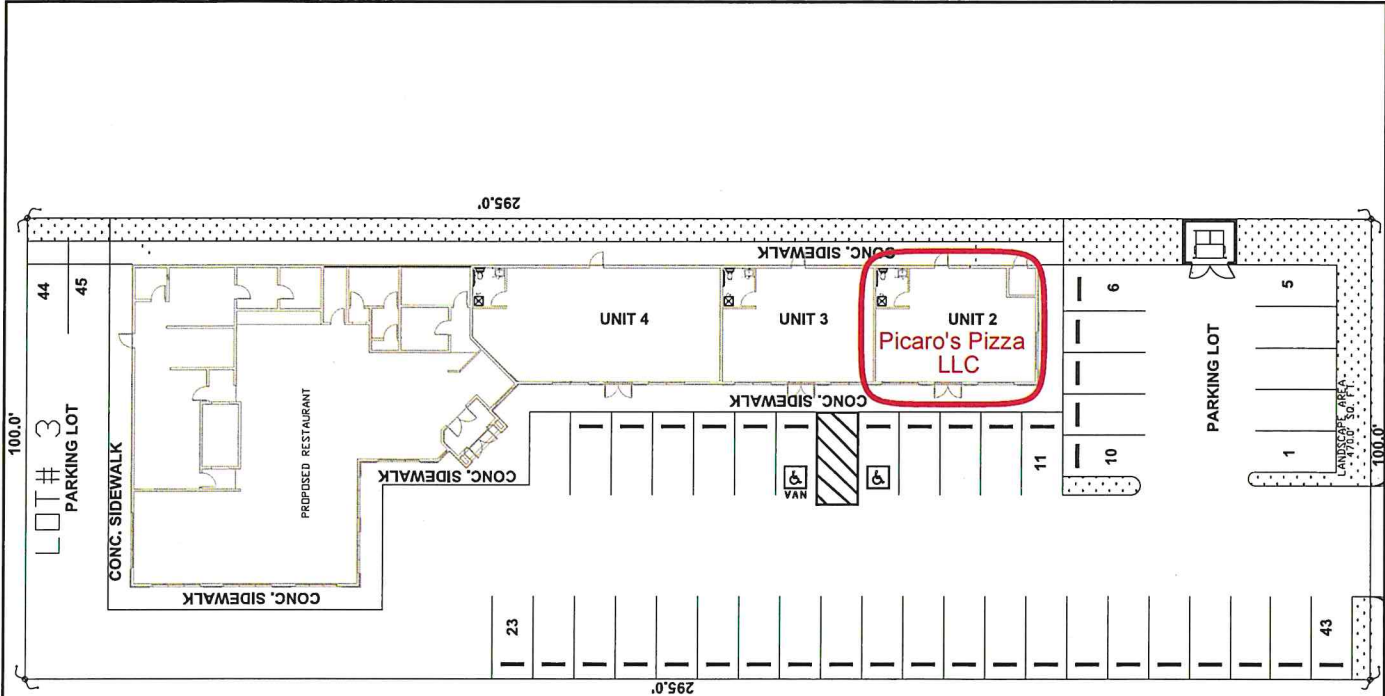 295.0'
100.0'
LOT# 3
PARKING LOT
44
45
CONC. SIDEWALK
CONC. SIDEWALK
PROPOSED RESTAURANT
UNIT 4
UNIT 3
UNIT 2
Picaro's Pizza
LLC
CONC. SIDEWALK
CONC. SIDEWALK
CONC. SIDEWALK
VAN
11
6
10
PARKING LOT
5
1
LANDSCAPE AREA
4700.0 SQ. FT.
100.0'
23
43
295.0'